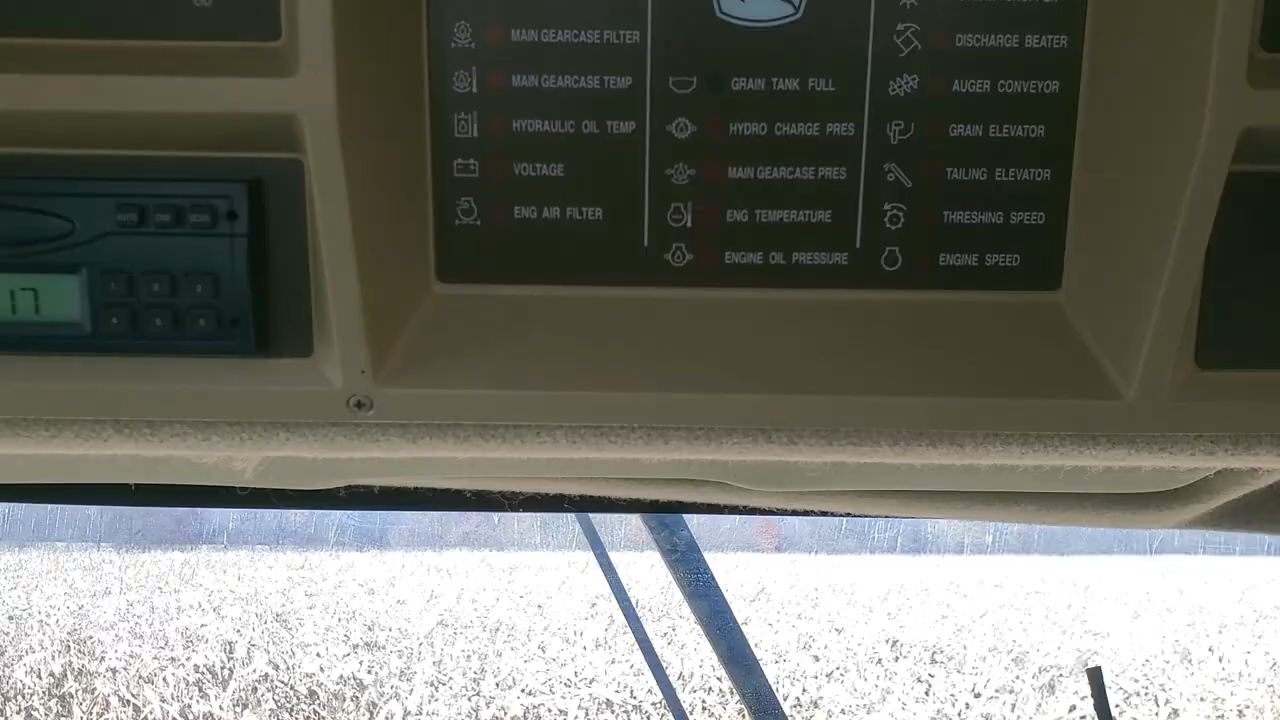 MAIN GEARCASE FILTER
MAIN GEARCASE TEMP
HYDRAULIC OIL TEMP
VOLTAGE
ENG AIR FILTER
GRAIN TANK FULL
HYDRO CHARGE PRES
MAIN GEARCASE PRES
ENG TEMPERATURE
ENGINE OIL PRESSURE
DISCHARGE BEATER
AUGER CONVEYOR
GRAIN ELEVATOR
TAILING ELEVATOR
THRESHING SPEED
ENGINE SPEED